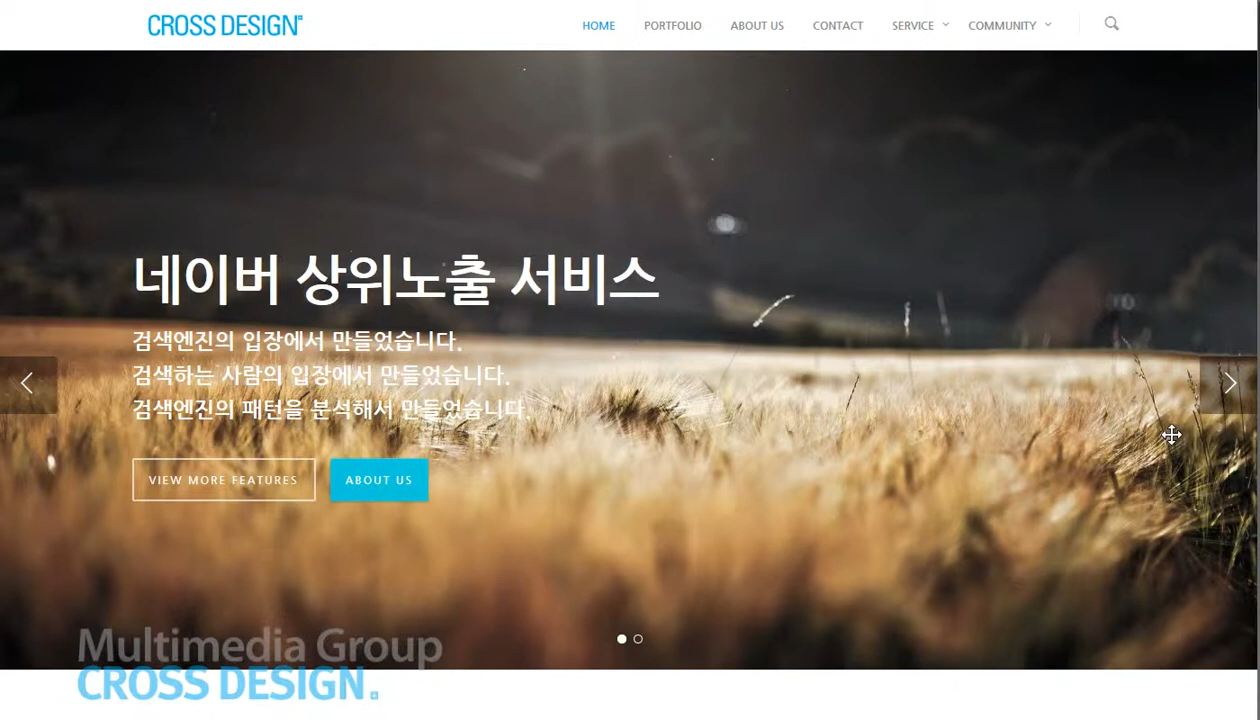 CROSS DESIGN
HOME PORTFOLIO ABOUT US CONTACT SERVICE COMMUNITY
네이버 상위노출 서비스
검색엔진의 입장에서 만들었습니다.
검색하는 사람의 입장에서 만들었습니다.
검색엔진의 패턴을 분석해서 만들었습니다.
VIEW MORE FEATURES ABOUT US
Multimedia Group
CROSS DESIGN.